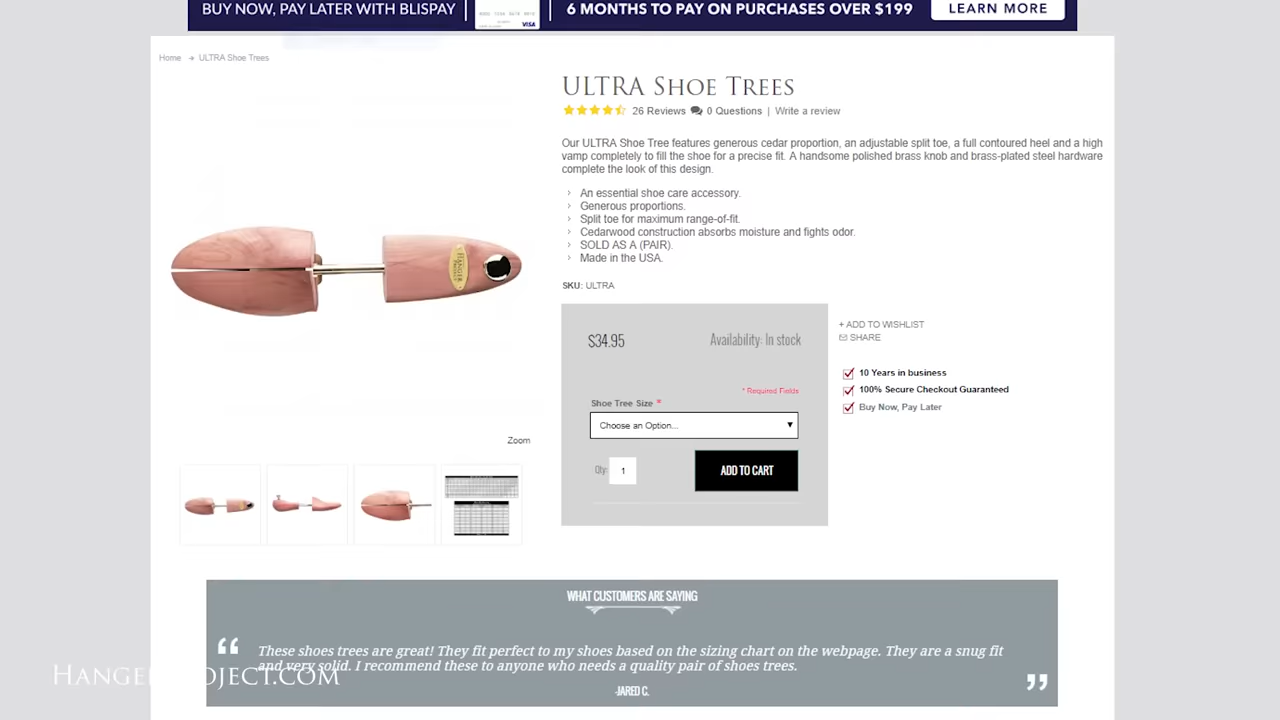 BUY NOW, PAY LATER WITH BLISPAY
VISA
6 MONTHS TO PAY ON PURCHASES OVER $199
LEARN MORE
Home → ULTRA Shoe Trees
ULTRA SHOE TREES
26 Reviews 0 Questions | Write a review
Our ULTRA Shoe Tree features generous cedar proportion, an adjustable split toe, a full contoured heel and a high
vamp completely to fill the shoe for a precise fit. A handsome polished brass knob and brass-plated steel hardware
complete the look of this design.
An essential shoe care accessory.
Generous proportions.
Split toe for maximum range-of-fit.
Cedarwood construction absorbs moisture and fights odor.
SOLD AS A (PAIR).
Made in the USA.
SKU: ULTRA
HANGER
PROJECT
$34.95
Availability: In stock
+ ADD TO WISHLIST
SHARE
10 Years in business
100% Secure Checkout Guaranteed
Buy Now, Pay Later
* Required Fields
Shoe Tree Size *
Choose an Option... ▼
Qty: 1
ADD TO CART
Zoom
WHAT CUSTOMERS ARE SAYING
“ These shoes trees are great! They fit perfect to my shoes based on the sizing chart on the webpage. They are a snug fit
and very solid. I recommend these to anyone who needs a quality pair of shoes trees. ”
-JARED C.
HANGERPROJECT.COM